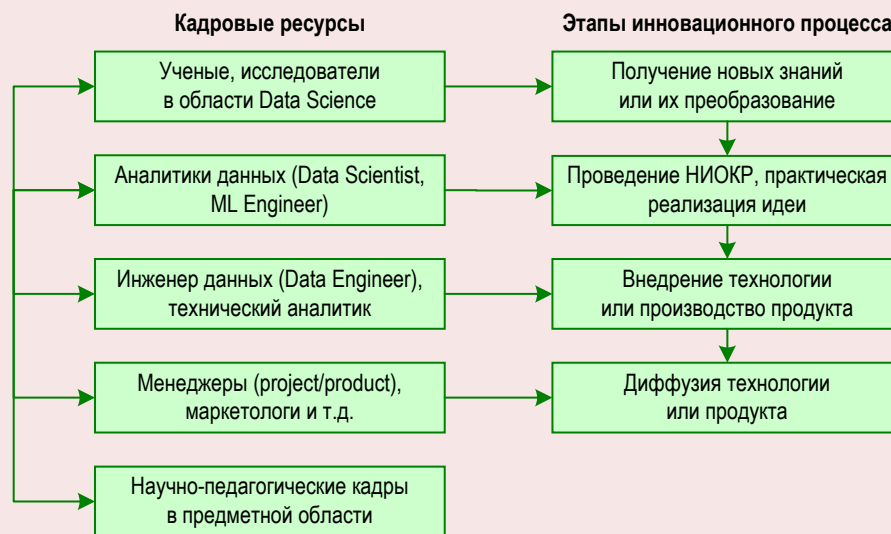 Кадровые ресурсы
Этапы инновационного процесса
Ученые, исследователи
в области Data Science
Получение новых знаний
или их преобразование
Аналитики данных (Data Scientist,
ML Engineer)
Проведение НИОКР, практическая
реализация идеи
Инженер данных (Data Engineer),
технический аналитик
Внедрение технологии
или производство продукта
Менеджеры (project/product),
маркетологи и т.д.
Диффузия технологии
или продукта
Научно-педагогические кадры
в предметной области